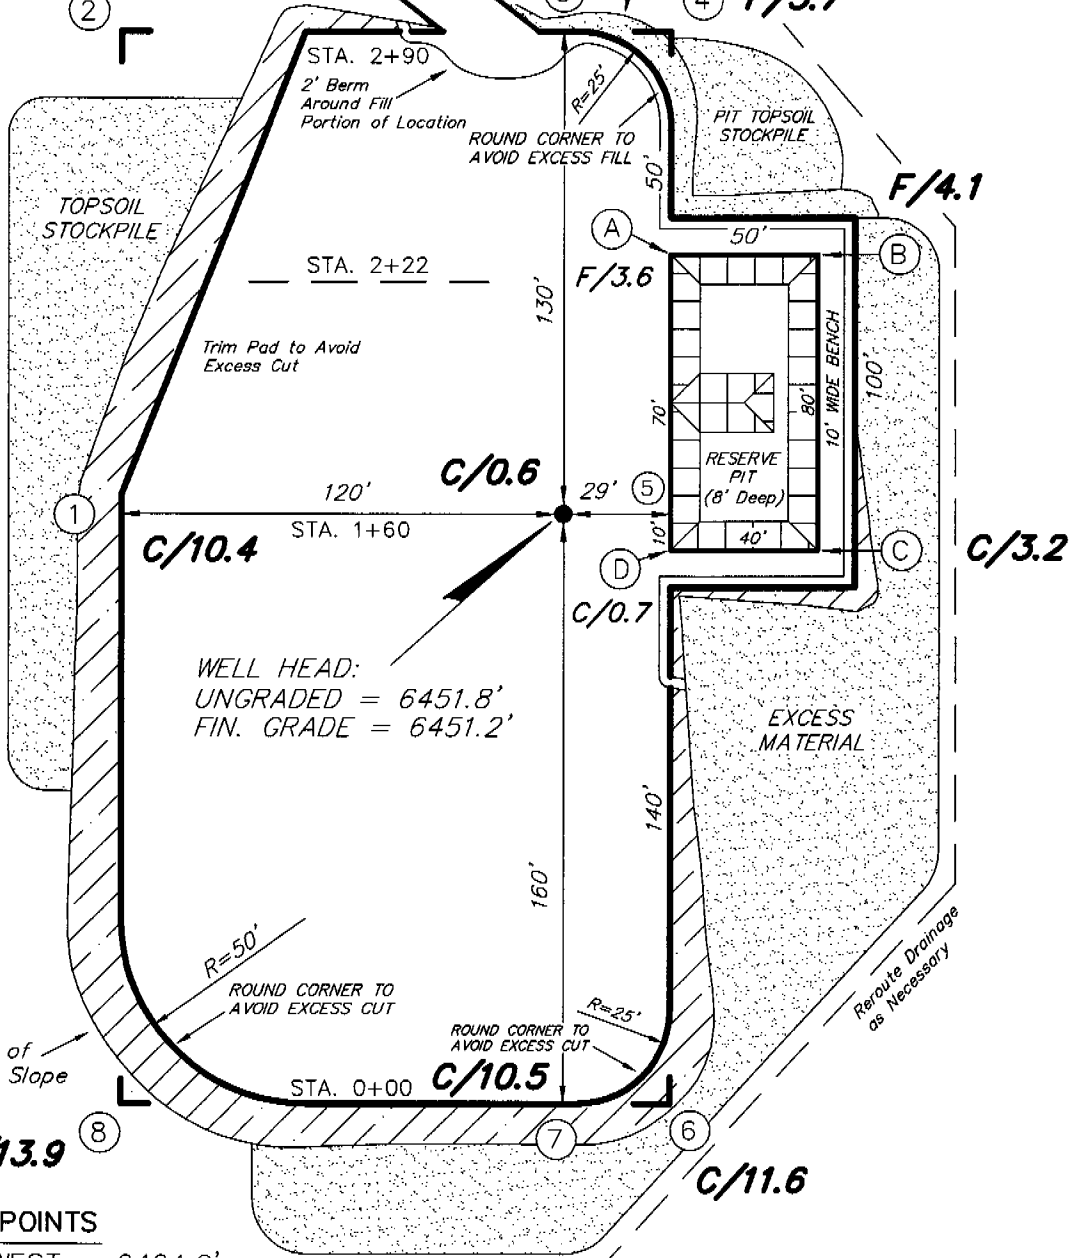 2
4
STA. 2+90
2' Berm
Around Fill
Portion of Location
R=25'
ROUND CORNER TO
AVOID EXCESS FILL
50'
PIT TOPSOIL
STOCKPILE
F/4.1
TOPSOIL
STOCKPILE
A
50'
B
STA. 2+22
F/3.6
130'
Trim Pad to Avoid
Excess Cut
10' WIDE BENCH
100'
80'
70'
C/0.6
RESERVE
PIT
(8' Deep)
120'
29'
5
1
STA. 1+60
C/10.4
10'
40'
D
C
C/3.2
C/0.7
WELL HEAD:
UNGRADED = 6451.8'
FIN. GRADE = 6451.2'
EXCESS
MATERIAL
140'
160'
Reroute Drainage
as Necessary
R=50'
ROUND CORNER TO
AVOID EXCESS CUT
R=25'
ROUND CORNER TO
AVOID EXCESS CUT
of
Slope
STA. 0+00
C/10.5
8
7
6
13.9
C/11.6
POINTS